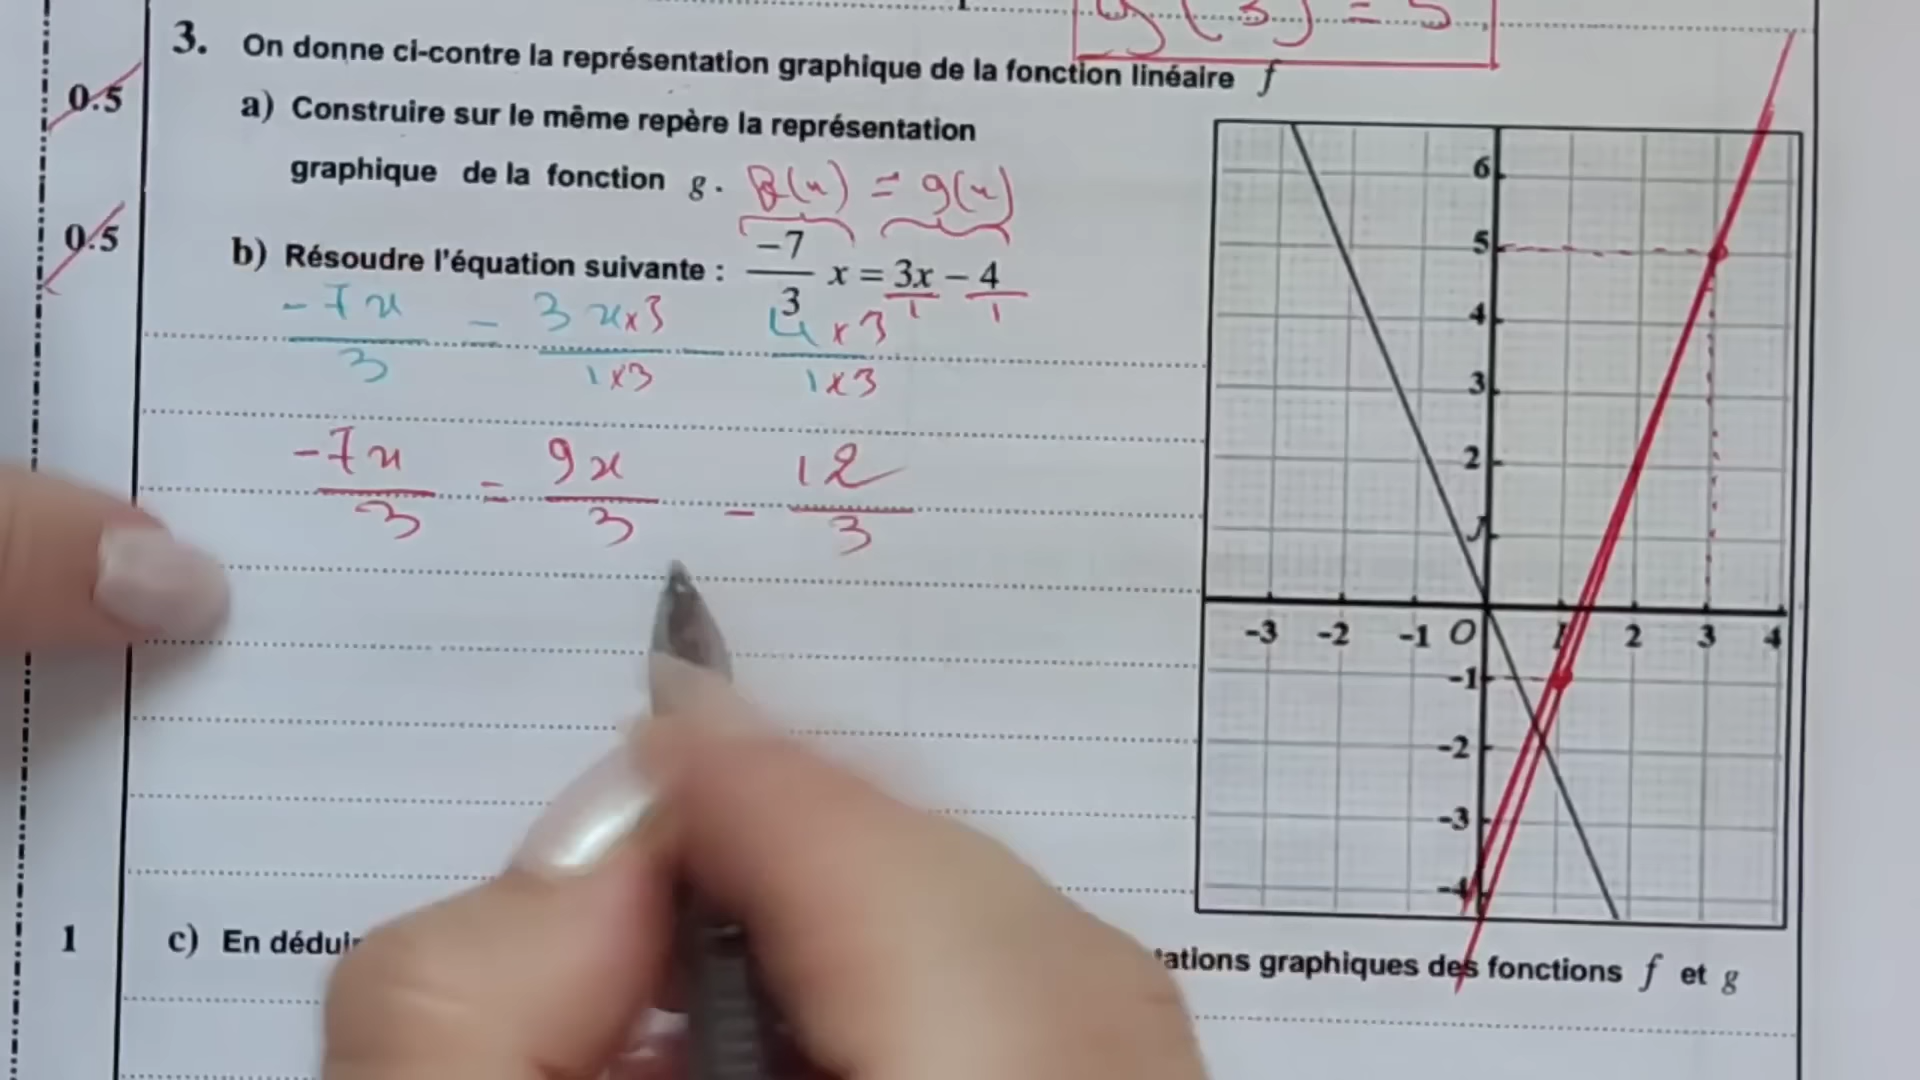 g(3) = 5
3. On donne ci-contre la représentation graphique de la fonction linéaire f
0.5
a) Construire sur le même repère la représentation
graphique de la fonction g. f(x) = g(x)
0.5
b) Résoudre l'équation suivante : -7/3 x = 3x - 4
1 1
-7x/3 = 3x×3/1×3 - 4×3/1×3
-7x/3 = 9x/3 - 12/3
6
5
4
3
2
J
-3 -2 -1 O I 2 3 4
-1
-2
-3
-4
1
c) En dédui
tations graphiques des fonctions f et g